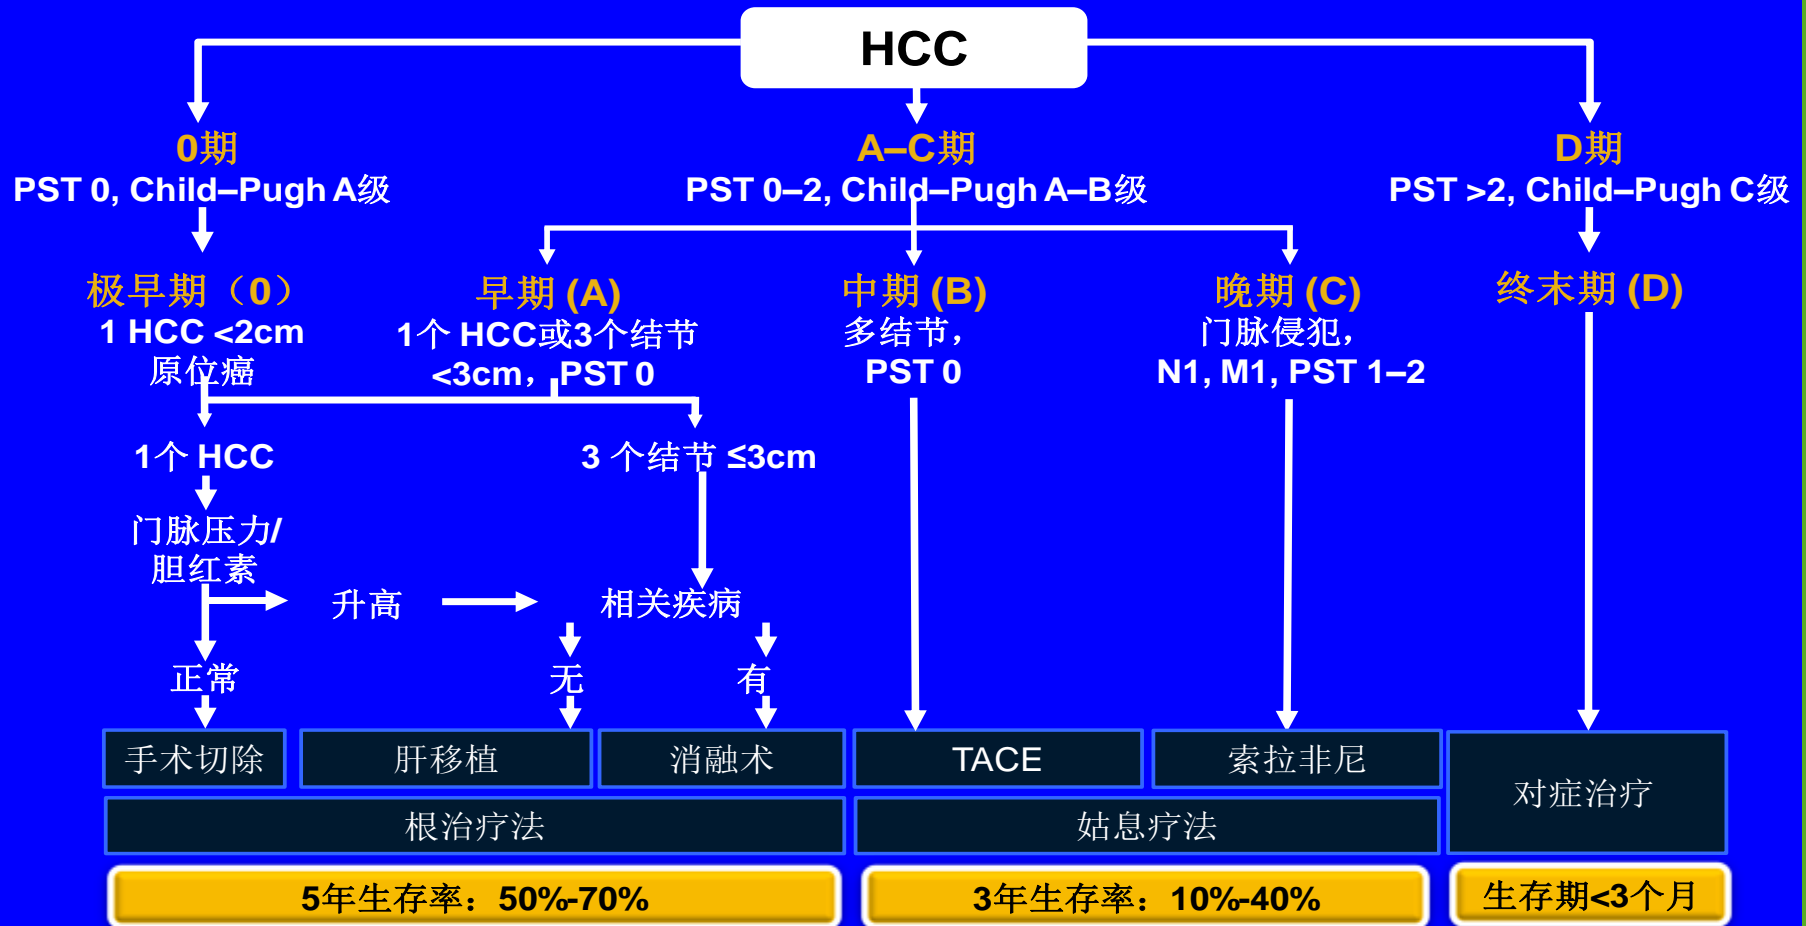 HCC
0期
PST 0, Child–Pugh A级
A–C期
PST 0–2, Child–Pugh A–B级
D期
PST >2, Child–Pugh C级
极早期（0）
1 HCC <2cm
原位癌
早期 (A)
1个 HCC或3个结节
<3cm，PST 0
中期 (B)
多结节，
PST 0
晚期 (C)
门脉侵犯，
N1, M1, PST 1–2
终末期 (D)
1个 HCC
3 个结节 ≤3cm
门脉压力/
胆红素
升高
相关疾病
正常
无
有
手术切除
肝移植
消融术
TACE
索拉非尼
对症治疗
根治疗法
姑息疗法
5年生存率：50%-70%
3年生存率：10%-40%
生存期<3个月